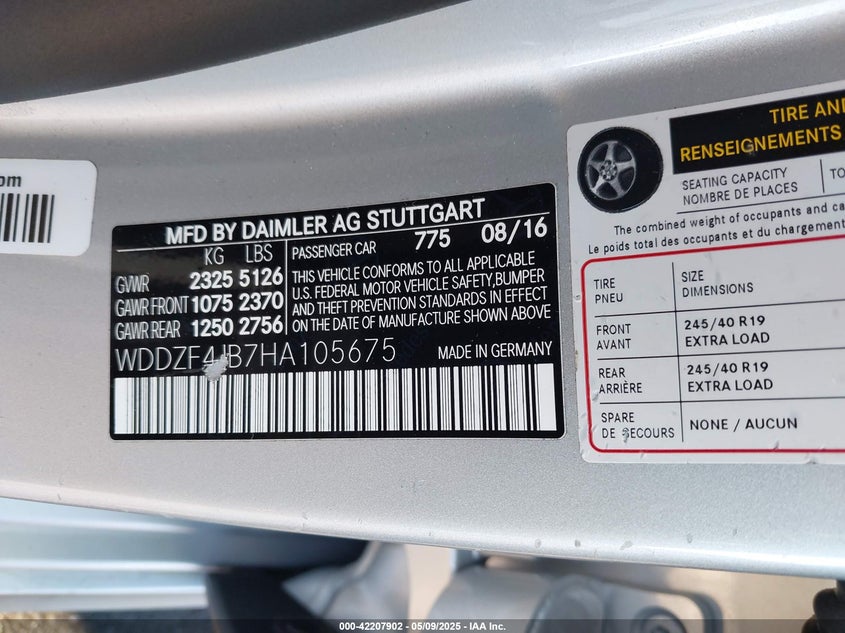 om
MFD BY DAIMLER AG STUTTGART
KG LBS
GVWR 2325 5126
GAWR FRONT 1075 2370
GAWR REAR 1250 2756
PASSENGER CAR 775 08/16
THIS VEHICLE CONFORMS TO ALL APPLICABLE
U.S. FEDERAL MOTOR VEHICLE SAFETY,BUMPER
AND THEFT PREVENTION STANDARDS IN EFFECT
ON THE DATE OF MANUFACTURE SHOWN ABOVE
WDDZF4JB7HA105675 MADE IN GERMANY
TIRE AN
RENSEIGNEMENTS
SEATING CAPACITY
NOMBRE DE PLACES
TO
The combined weight of occupants and ca
Le poids total des occupants et du chargement
TIRE
PNEU
SIZE
DIMENSIONS
FRONT
AVANT
245/40 R19
EXTRA LOAD
REAR
ARRIÈRE
245/40 R19
EXTRA LOAD
SPARE
DE SECOURS
NONE / AUCUN
000-42207902 - 05/09/2025 - IAA Inc.